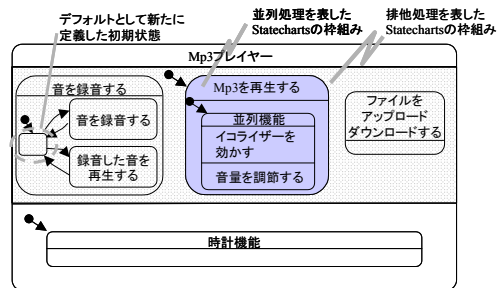 デフォルトとして新たに
定義した初期状態
並列処理を表した
Statechartsの枠組み
排他処理を表した
Statechartsの枠組み
Mp3プレイヤー
音を録音する
音を録音する
録音した音を
再生する
Mp3を再生する
並列機能
イコライザーを
効かす
音量を調節する
ファイルを
アップロード
ダウンロードする
時計機能